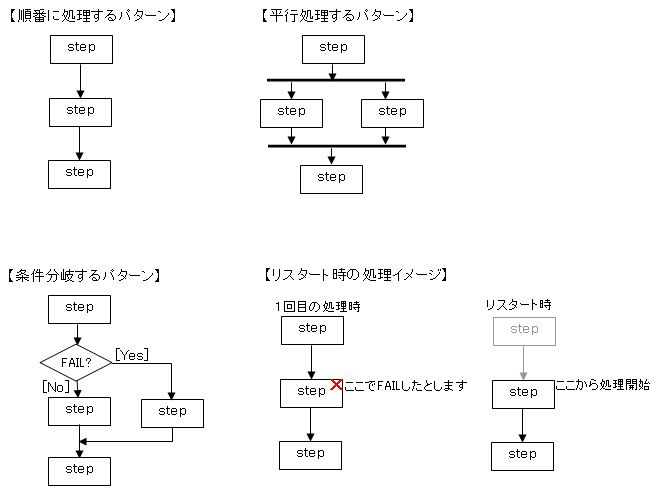 【順番に処理するパターン】
step
step
step
【平行処理するパターン】
step
step
step
step
【条件分岐するパターン】
step
FAIL?
[Yes]
[No]
step
step
step
【リスタート時の処理イメージ】
1回目の処理時
step
step
ここでFAILしたとします
step
リスタート時
step
step
ここから処理開始
step